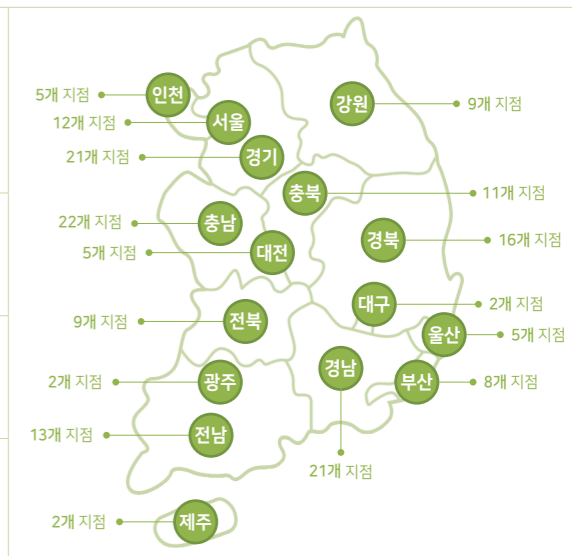 인천
5개 지점
강원
9개 지점
서울
12개 지점
경기
21개 지점
충북
11개 지점
충남
22개 지점
경북
16개 지점
대전
5개 지점
대구
2개 지점
전북
9개 지점
울산
5개 지점
경남
21개 지점
광주
2개 지점
부산
8개 지점
전남
13개 지점
제주
2개 지점